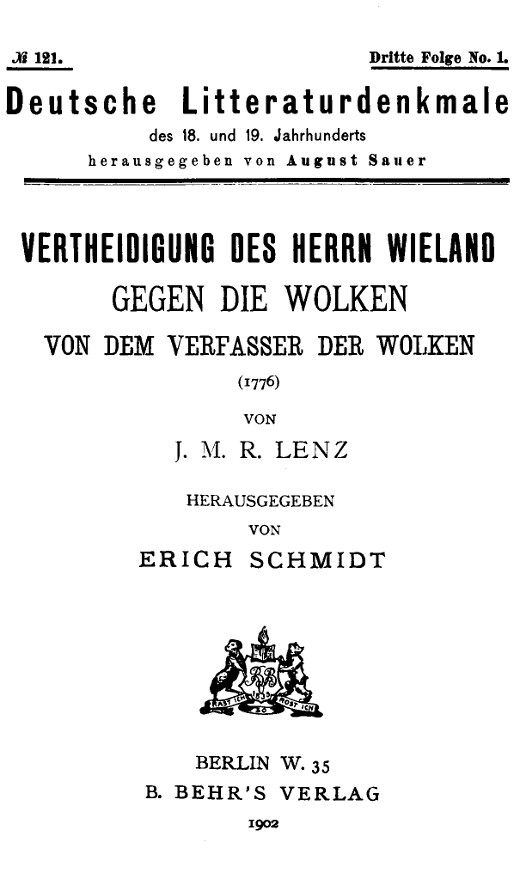 № 121.
Dritte Folge No. 1.
Deutsche Litteraturdenkmale
des 18. und 19. Jahrhunderts
herausgegeben von August Sauer
VERTHEIDIGUNG DES HERRN WIELAND
GEGEN DIE WOLKEN
VON DEM VERFASSER DER WOLKEN
(1776)
VON
J. M. R. LENZ
HERAUSGEGEBEN
VON
ERICH SCHMIDT
RAST ICH
SO
ROST ICH
BERLIN W. 35
B. BEHR'S VERLAG
1902